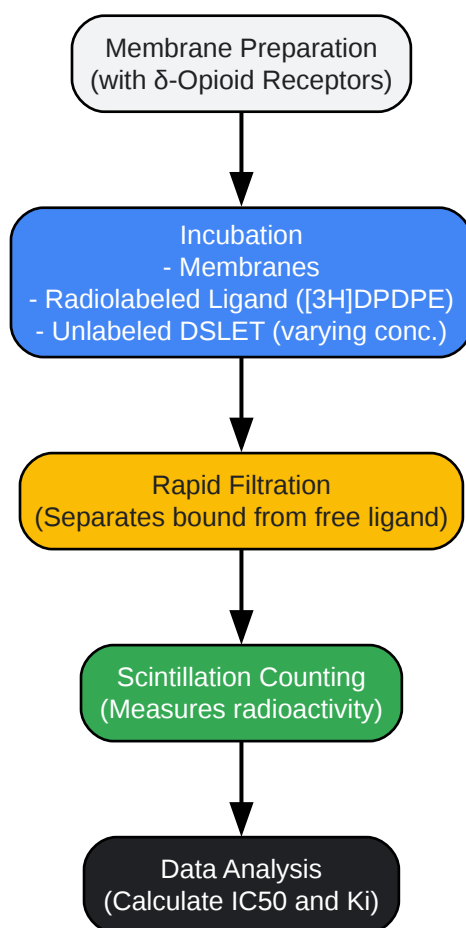 Membrane Preparation
(with δ-Opioid Receptors)
Incubation
- Membranes
- Radiolabeled Ligand ([3H]DPDPE)
- Unlabeled DSLET (varying conc.)
Rapid Filtration
(Separates bound from free ligand)
Scintillation Counting
(Measures radioactivity)
Data Analysis
(Calculate IC50 and Ki)